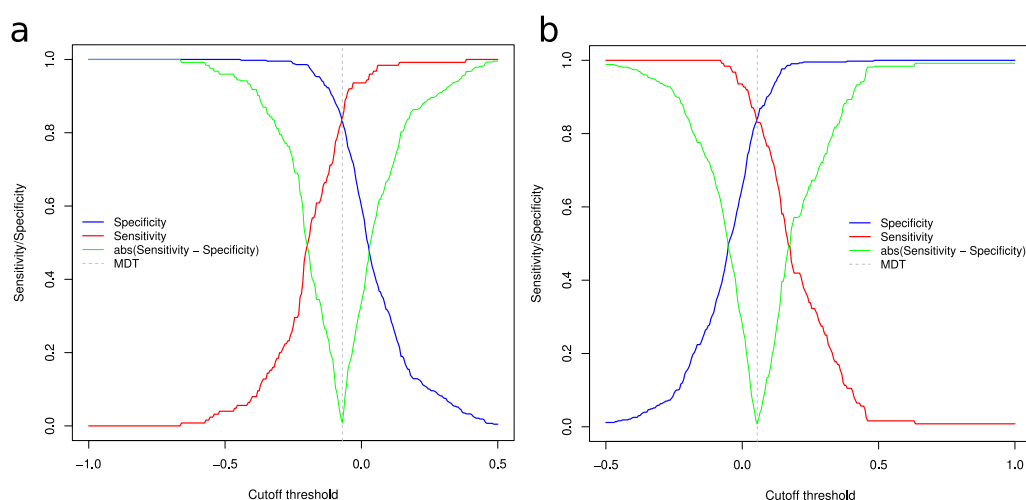 a
Sensitivity/Specificity
1.0
0.8
0.6
0.4
0.2
0.0
Specificity
Sensitivity
abs(Sensitivity − Specificity)
MDT
−1.0 −0.5 0.0 0.5
Cutoff threshold
b
Sensitivity/Specificity
1.0
0.8
0.6
0.4
0.2
0.0
Specificity
Sensitivity
abs(Sensitivity − Specificity)
MDT
−0.5 0.0 0.5 1.0
Cutoff threshold